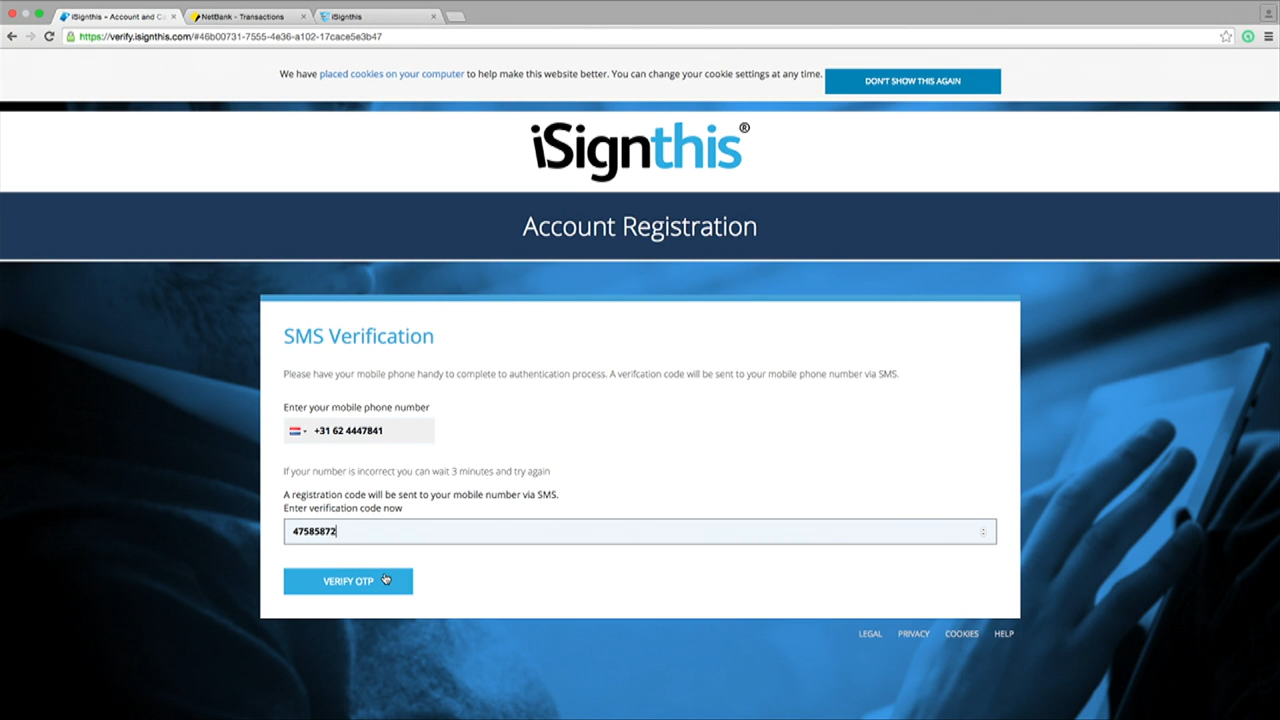 iSignthis – Account and Ca
NetBank - Transactions
iSignthis
https://verify.isignthis.com/#46b00731-7555-4e36-a102-17cace5e3b47
We have placed cookies on your computer to help make this website better. You can change your cookie settings at any time.
DON'T SHOW THIS AGAIN
iSignthis®
Account Registration
SMS Verification
Please have your mobile phone handy to complete to authentication process. A verifcation code will be sent to your mobile phone number via SMS.
Enter your mobile phone number
+31 62 4447841
If your number is incorrect you can wait 3 minutes and try again
A registration code will be sent to your mobile number via SMS.
Enter verification code now
47585872
VERIFY OTP
LEGAL PRIVACY COOKIES HELP